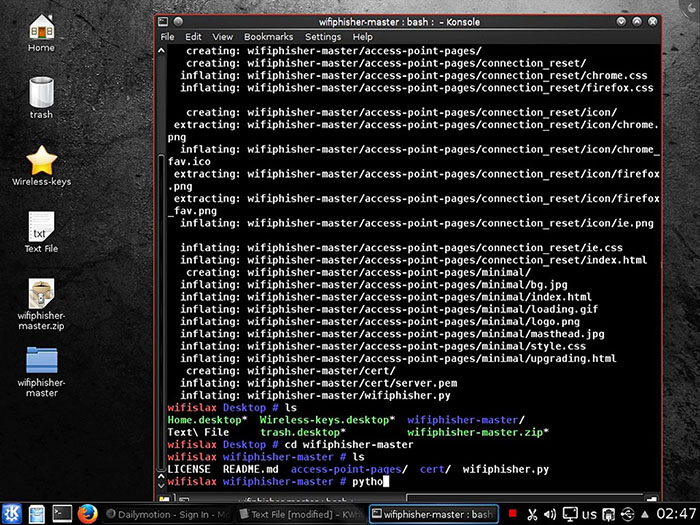 wifiphisher-master : bash : - Konsole
File Edit View Bookmarks Settings Help
creating: wifiphisher-master/access-point-pages/
creating: wifiphisher-master/access-point-pages/connection_reset/
inflating: wifiphisher-master/access-point-pages/connection_reset/chrome.css
inflating: wifiphisher-master/access-point-pages/connection_reset/firefox.css
creating: wifiphisher-master/access-point-pages/connection_reset/icon/
extracting: wifiphisher-master/access-point-pages/connection_reset/icon/chrome.
png
inflating: wifiphisher-master/access-point-pages/connection_reset/icon/chrome_
fav.ico
extracting: wifiphisher-master/access-point-pages/connection_reset/icon/firefox
.png
extracting: wifiphisher-master/access-point-pages/connection_reset/icon/firefox
_fav.png
inflating: wifiphisher-master/access-point-pages/connection_reset/icon/ie.png
inflating: wifiphisher-master/access-point-pages/connection_reset/ie.css
inflating: wifiphisher-master/access-point-pages/connection_reset/index.html
creating: wifiphisher-master/access-point-pages/minimal/
inflating: wifiphisher-master/access-point-pages/minimal/bg.jpg
inflating: wifiphisher-master/access-point-pages/minimal/index.html
inflating: wifiphisher-master/access-point-pages/minimal/loading.gif
inflating: wifiphisher-master/access-point-pages/minimal/logo.png
inflating: wifiphisher-master/access-point-pages/minimal/masthead.jpg
inflating: wifiphisher-master/access-point-pages/minimal/style.css
inflating: wifiphisher-master/access-point-pages/minimal/upgrading.html
creating: wifiphisher-master/cert/
inflating: wifiphisher-master/cert/server.pem
inflating: wifiphisher-master/wifiphisher.py
wifislax Desktop # ls
Home.desktop* Wireless-keys.desktop* wifiphisher-master/
Text\ File trash.desktop* wifiphisher-master.zip*
wifislax Desktop # cd wifiphisher-master
wifislax wifiphisher-master # ls
LICENSE README.md access-point-pages/ cert/ wifiphisher.py
wifislax wifiphisher-master # pytho
Home
trash
Wireless-keys
txt
Text File
wifiphisher-
master.zip
wifiphisher-
master
Dailymotion - Sign In - M
Text File [modified] – KWr
wifiphisher-master : bash
us
02:47